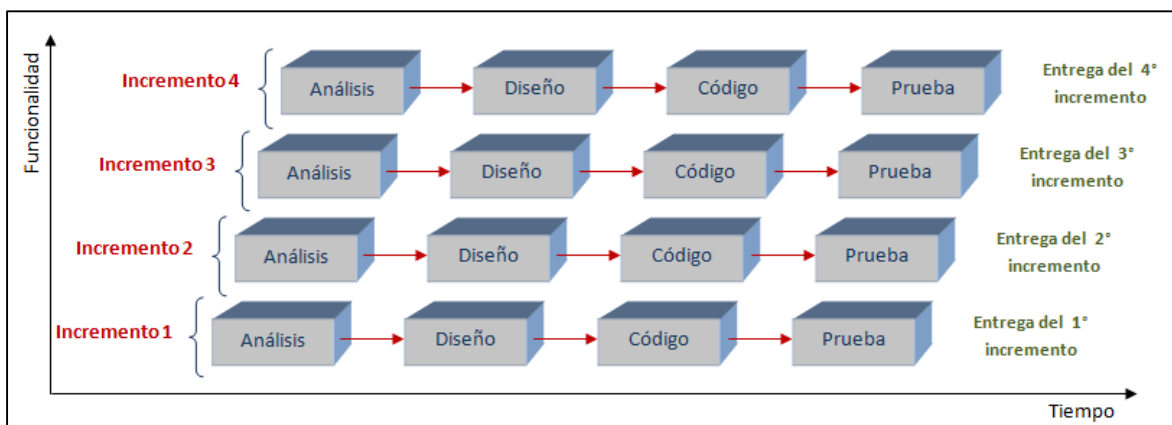 Funcionalidad
Incremento 4
Análisis
Diseño
Código
Prueba
Entrega del 4°
incremento
Incremento 3
Análisis
Diseño
Código
Prueba
Entrega del 3°
incremento
Incremento 2
Análisis
Diseño
Código
Prueba
Entrega del 2°
incremento
Incremento 1
Análisis
Diseño
Código
Prueba
Entrega del 1°
incremento
Tiempo